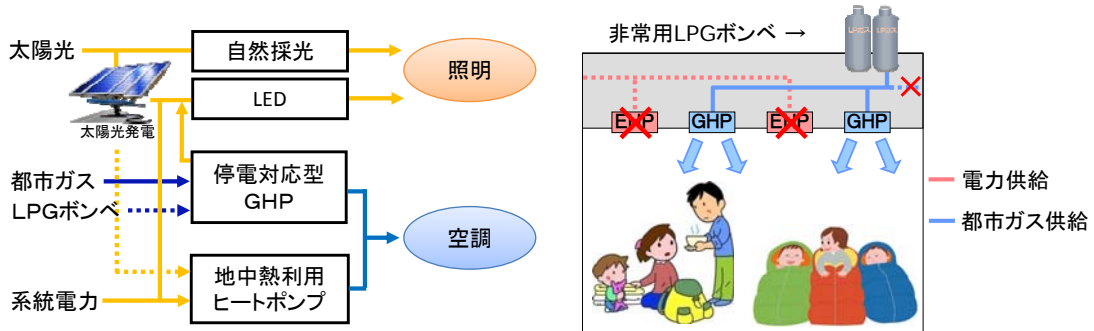 太陽光
自然採光
照明
LED
太陽光発電
都市ガス
停電対応型
GHP
LPGボンベ
空調
地中熱利用
ヒートポンプ
系統電力
非常用LPGボンベ →
EHP
GHP
EHP
GHP
電力供給
都市ガス供給